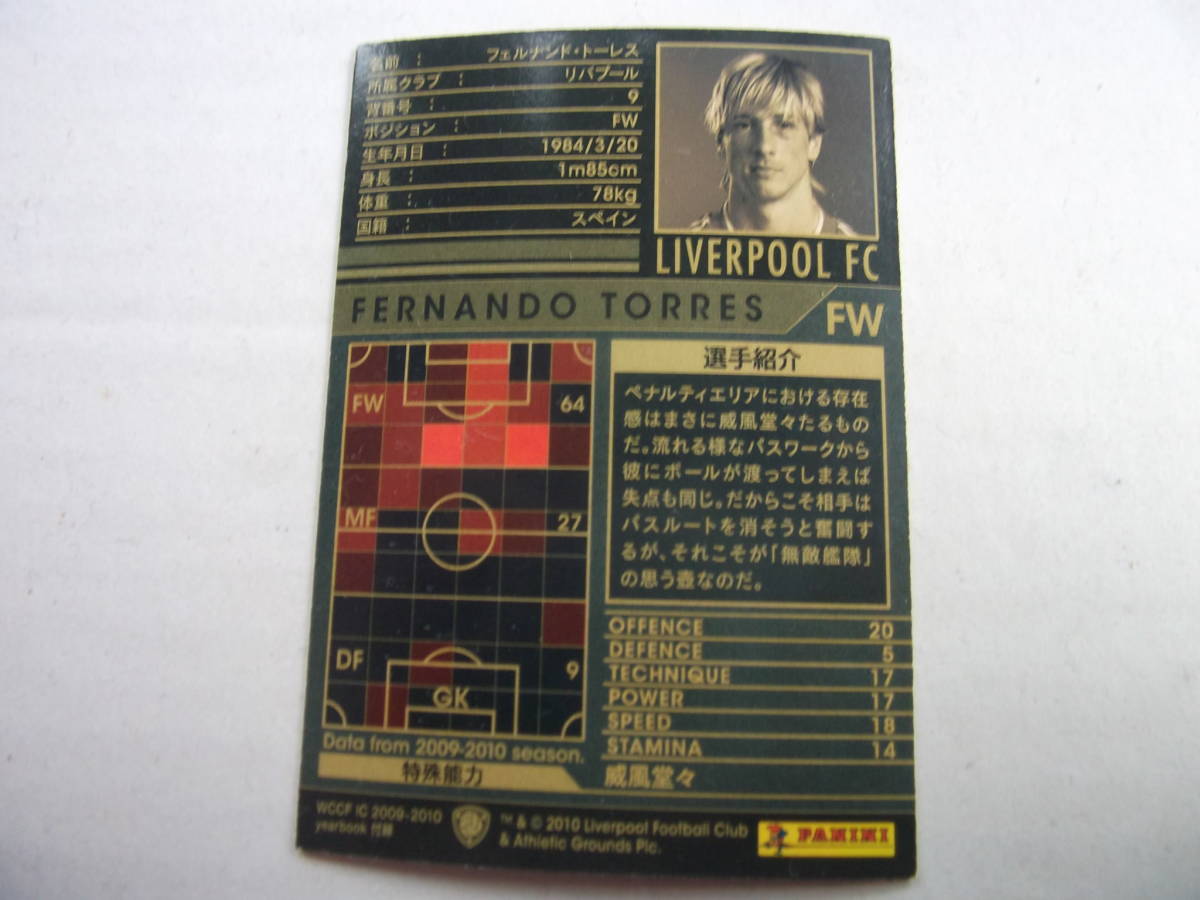 名前 : フェルナンド・トーレス
所属クラブ : リバプール
背番号 : 9
ポジション : FW
生年月日 : 1984/3/20
身長 : 1m85cm
体重 : 78kg
国籍 : スペイン
LIVERPOOL FC
FERNANDO TORRES
FW
FW 64
MF 27
DF 9
GK
Data from 2009-2010 season.
選手紹介
ペナルティエリアにおける存在
感はまさに威風堂々たるもの
だ。流れる様なパスワークから
彼にボールが渡ってしまえば
失点も同じ。だからこそ相手は
パスルートを消そうと奮闘す
るが、それこそが「無敵艦隊」
の思う壺なのだ。
OFFENCE 20
DEFENCE 5
TECHNIQUE 17
POWER 17
SPEED 18
STAMINA 14
特殊能力 威風堂々
WCCF IC 2009-2010
yearbook 付録
™ & © 2010 Liverpool Football Club
& Athletic Grounds Plc.
PANINI